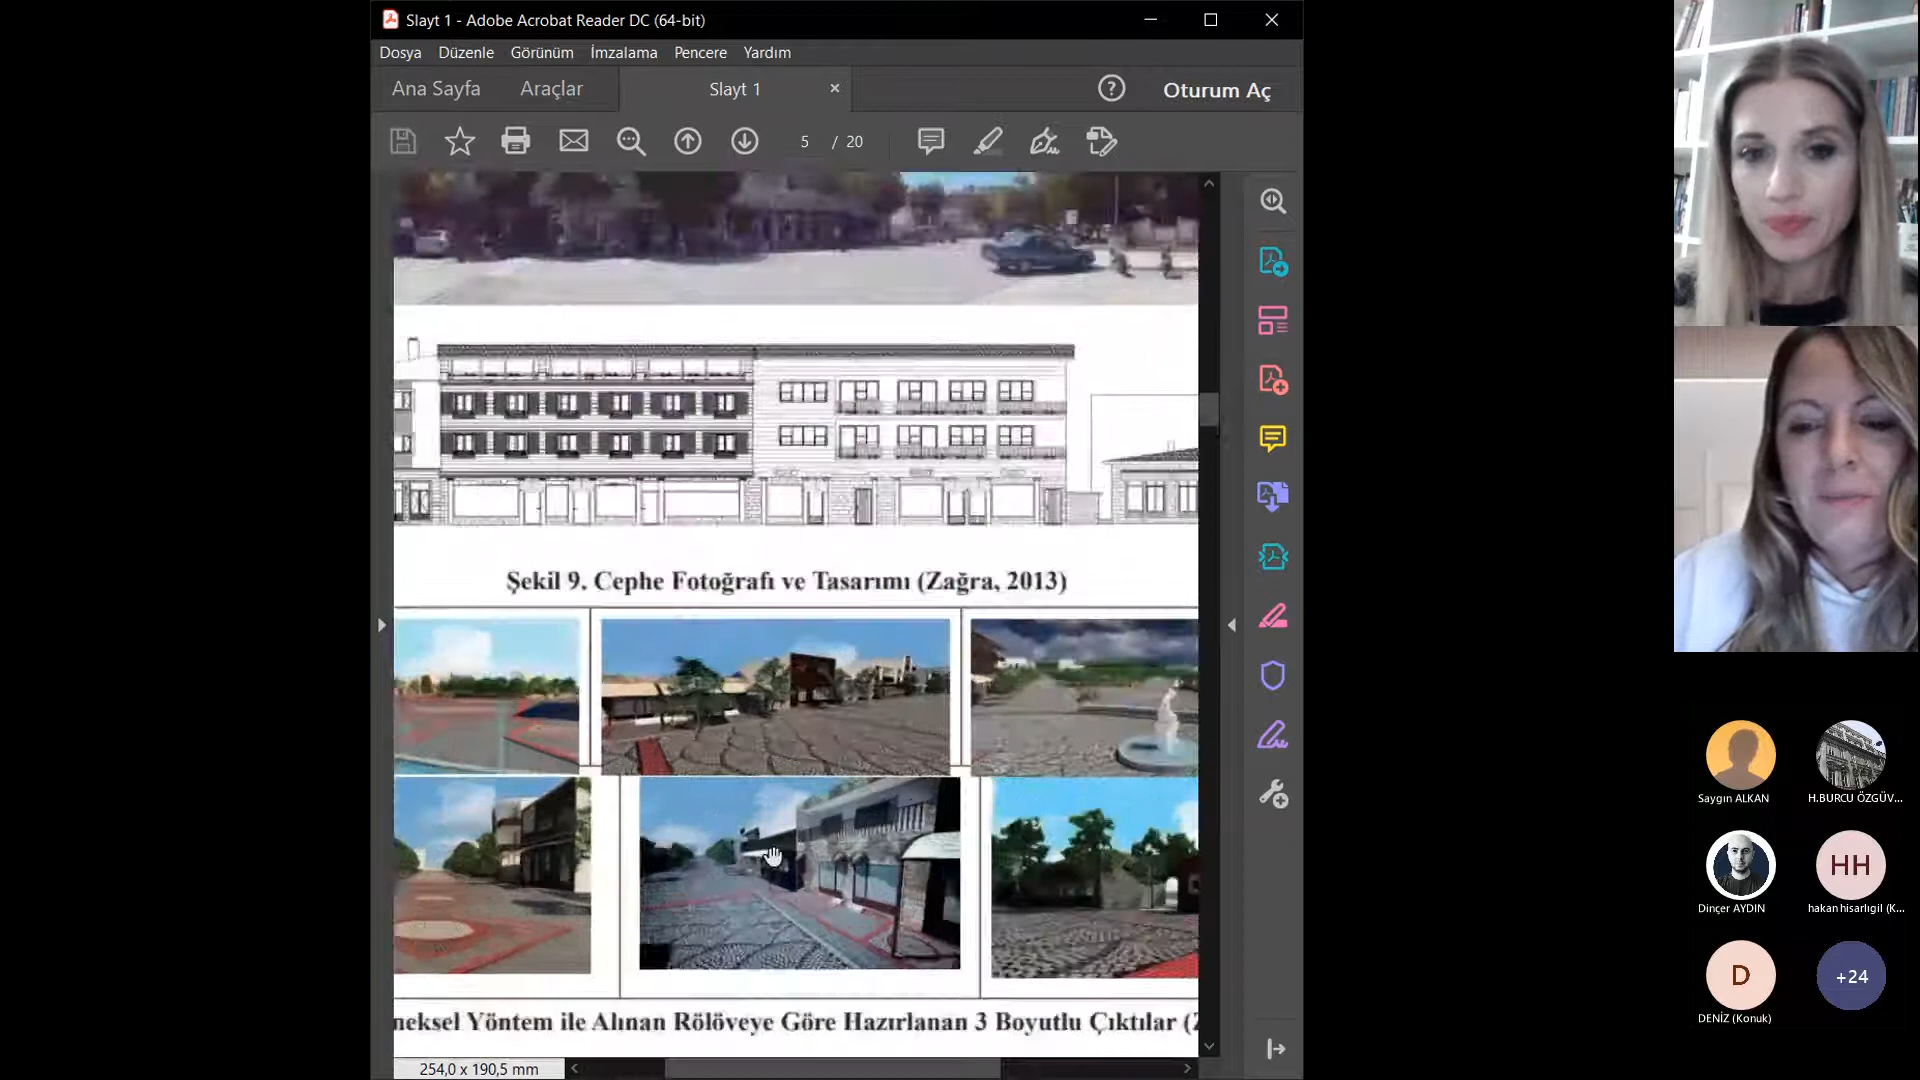 Slayt 1 - Adobe Acrobat Reader DC (64-bit)
Dosya Düzenle Görünüm İmzalama Pencere Yardım
Ana Sayfa Araçlar Slayt 1 × ? Oturum Aç
5 / 20
Şekil 9. Cephe Fotoğrafı ve Tasarımı (Zağra, 2013)
neksel Yöntem ile Alınan Rölöveye Göre Hazırlanan 3 Boyutlu Çıktılar (
254,0 x 190,5 mm
Saygın ALKAN
H.BURCU ÖZGÜV...
Dinçer AYDIN
HH
hakan hisarlıgil (K...
D
DENİZ (Konuk)
+24